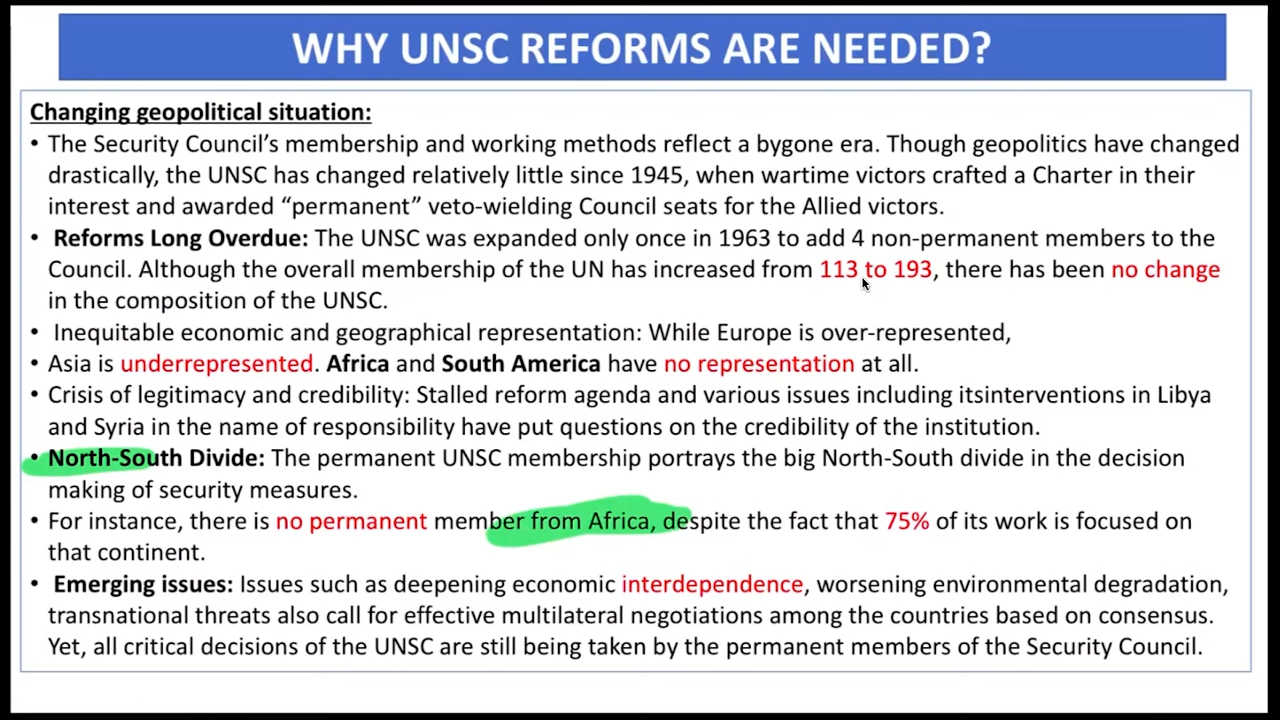 WHY UNSC REFORMS ARE NEEDED?
Changing geopolitical situation:
• The Security Council's membership and working methods reflect a bygone era. Though geopolitics have changed
drastically, the UNSC has changed relatively little since 1945, when wartime victors crafted a Charter in their
interest and awarded “permanent” veto-wielding Council seats for the Allied victors.
• Reforms Long Overdue: The UNSC was expanded only once in 1963 to add 4 non-permanent members to the
Council. Although the overall membership of the UN has increased from 113 to 193, there has been no change
in the composition of the UNSC.
• Inequitable economic and geographical representation: While Europe is over-represented,
• Asia is underrepresented. Africa and South America have no representation at all.
• Crisis of legitimacy and credibility: Stalled reform agenda and various issues including itsinterventions in Libya
and Syria in the name of responsibility have put questions on the credibility of the institution.
• North-South Divide: The permanent UNSC membership portrays the big North-South divide in the decision
making of security measures.
• For instance, there is no permanent member from Africa, despite the fact that 75% of its work is focused on
that continent.
• Emerging issues: Issues such as deepening economic interdependence, worsening environmental degradation,
transnational threats also call for effective multilateral negotiations among the countries based on consensus.
Yet, all critical decisions of the UNSC are still being taken by the permanent members of the Security Council.